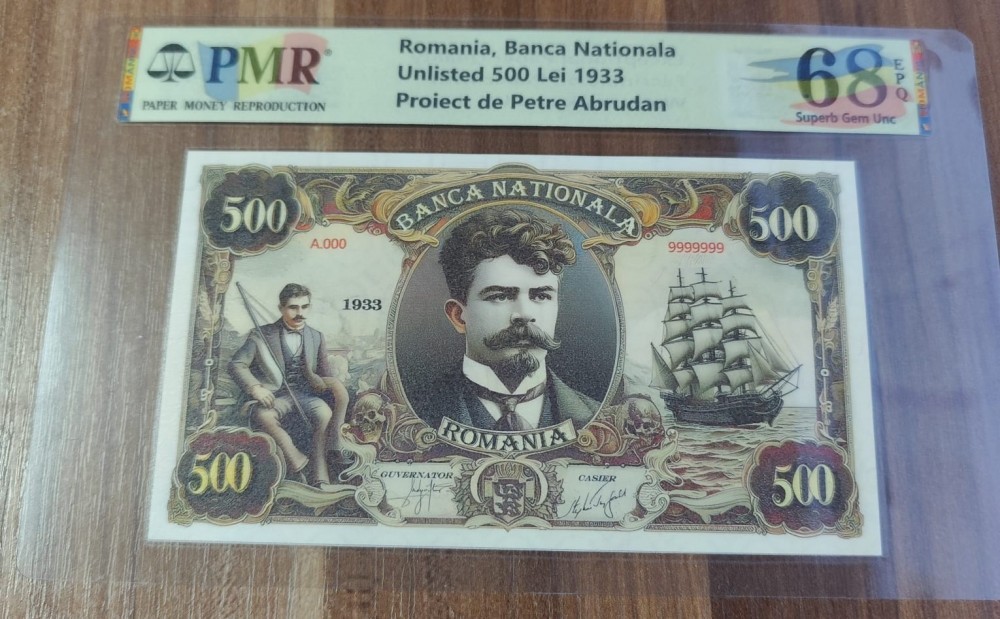 PMR
PAPER MONEY REPRODUCTION
Romania, Banca Nationala
Unlisted 500 Lei 1933
Proiect de Petre Abrudan
68
EPQ
Superb Gem Unc
BANCA NATIONALA
500
500
A.000
9999999
1933
ROMANIA
500
GUVERNATOR
CASIER
500